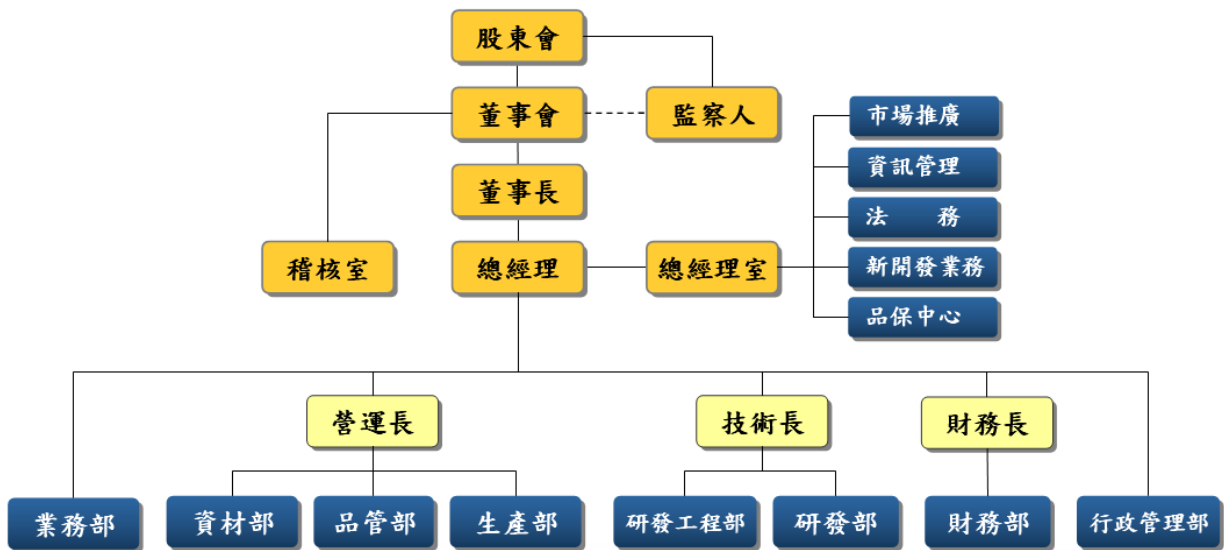 股東會
董事會
監察人
市場推廣
資訊管理
董事長
法　　務
稽核室
總經理
總經理室
新開發業務
品保中心
營運長
技術長
財務長
業務部
資材部
品管部
生產部
研發工程部
研發部
財務部
行政管理部